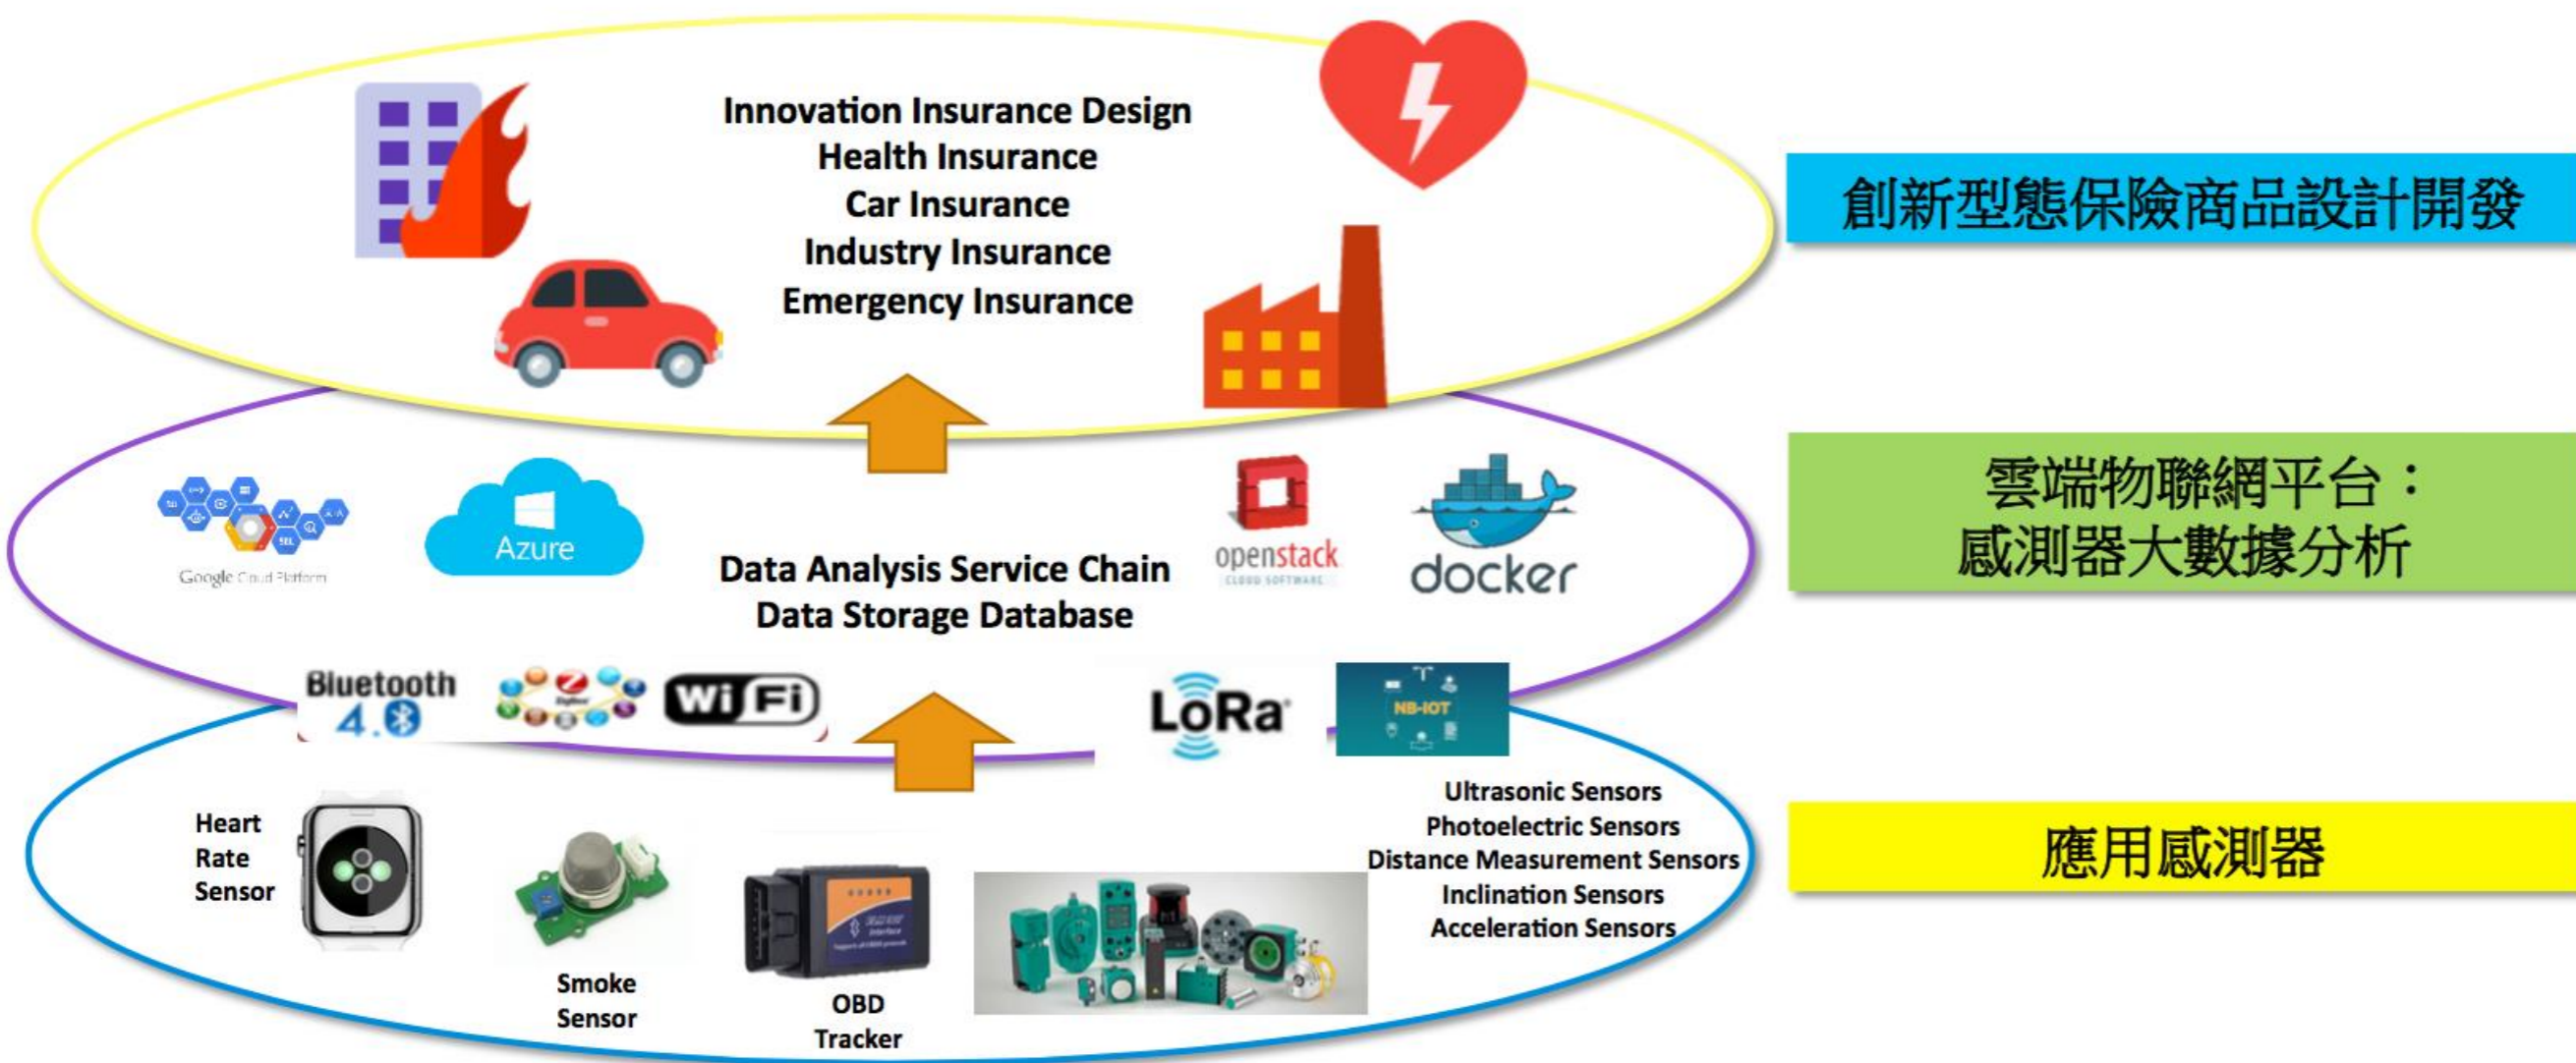 Innovation Insurance Design
Health Insurance
Car Insurance
Industry Insurance
Emergency Insurance
創新型態保險商品設計開發
Google Cloud Platform
Azure
openstack
CLOUD SOFTWARE
docker
Data Analysis Service Chain
Data Storage Database
雲端物聯網平台：
感測器大數據分析
Bluetooth
4.0
ZigBee
WiFi
LoRa
NB-IOT
Heart
Rate
Sensor
Smoke
Sensor
OBD
Tracker
Interface
Ultrasonic Sensors
Photoelectric Sensors
Distance Measurement Sensors
Inclination Sensors
Acceleration Sensors
應用感測器